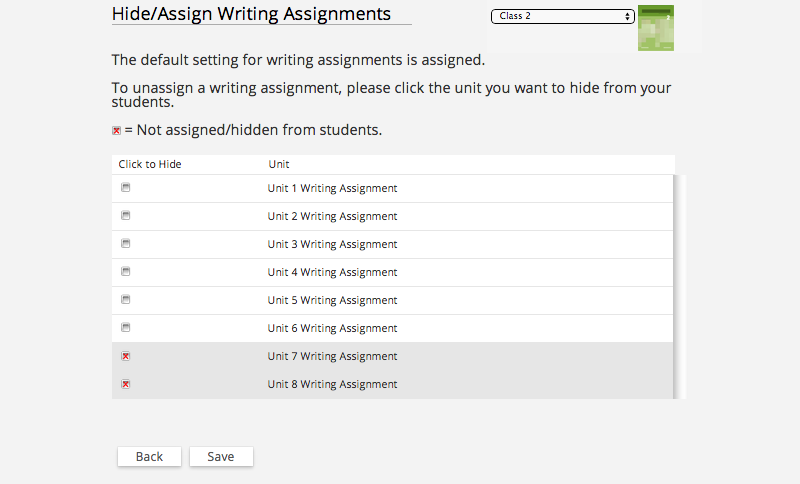 Hide/Assign Writing Assignments
Class 2
The default setting for writing assignments is assigned.
To unassign a writing assignment, please click the unit you want to hide from your
students.
= Not assigned/hidden from students.
Click to Hide Unit
Unit 1 Writing Assignment
Unit 2 Writing Assignment
Unit 3 Writing Assignment
Unit 4 Writing Assignment
Unit 5 Writing Assignment
Unit 6 Writing Assignment
Unit 7 Writing Assignment
Unit 8 Writing Assignment
Back Save